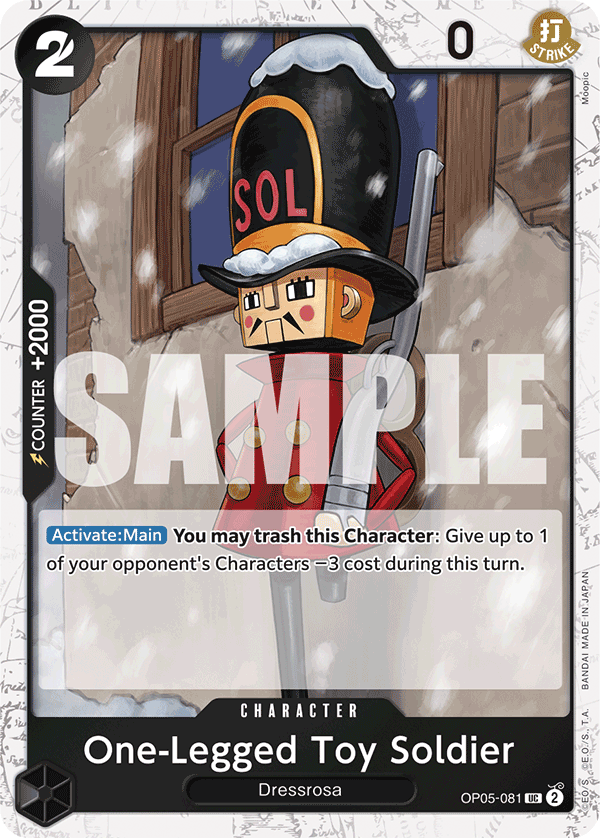 2
0
打
STRIKE
Moopic
SOL
COUNTER +2000
SAMPLE
Activate:Main You may trash this Character: Give up to 1
of your opponent's Characters −3 cost during this turn.
CHARACTER
One-Legged Toy Soldier
Dressrosa
OP05-081 UC 2
©E.O./S. ©E.O./S.,T.A. BANDAI MADE IN JAPAN